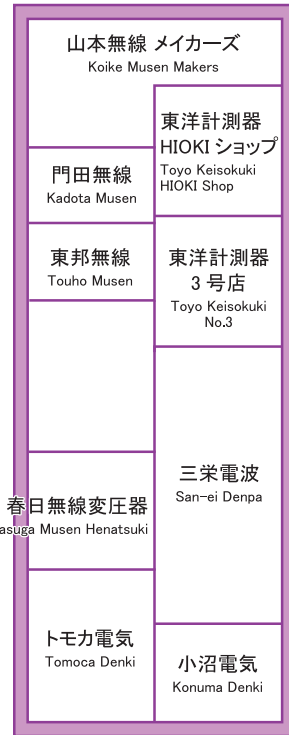 山本無線 メイカーズ
Koike Musen Makers
東洋計測器
HIOKI ショップ
Toyo Keisokuki
HIOKI Shop
門田無線
Kadota Musen
東邦無線
Touho Musen
東洋計測器
3 号店
Toyo Keisokuki
No.3
三栄電波
San-ei Denpa
春日無線変圧器
asuga Musen Henatsuki
トモカ電気
Tomoca Denki
小沼電気
Konuma Denki